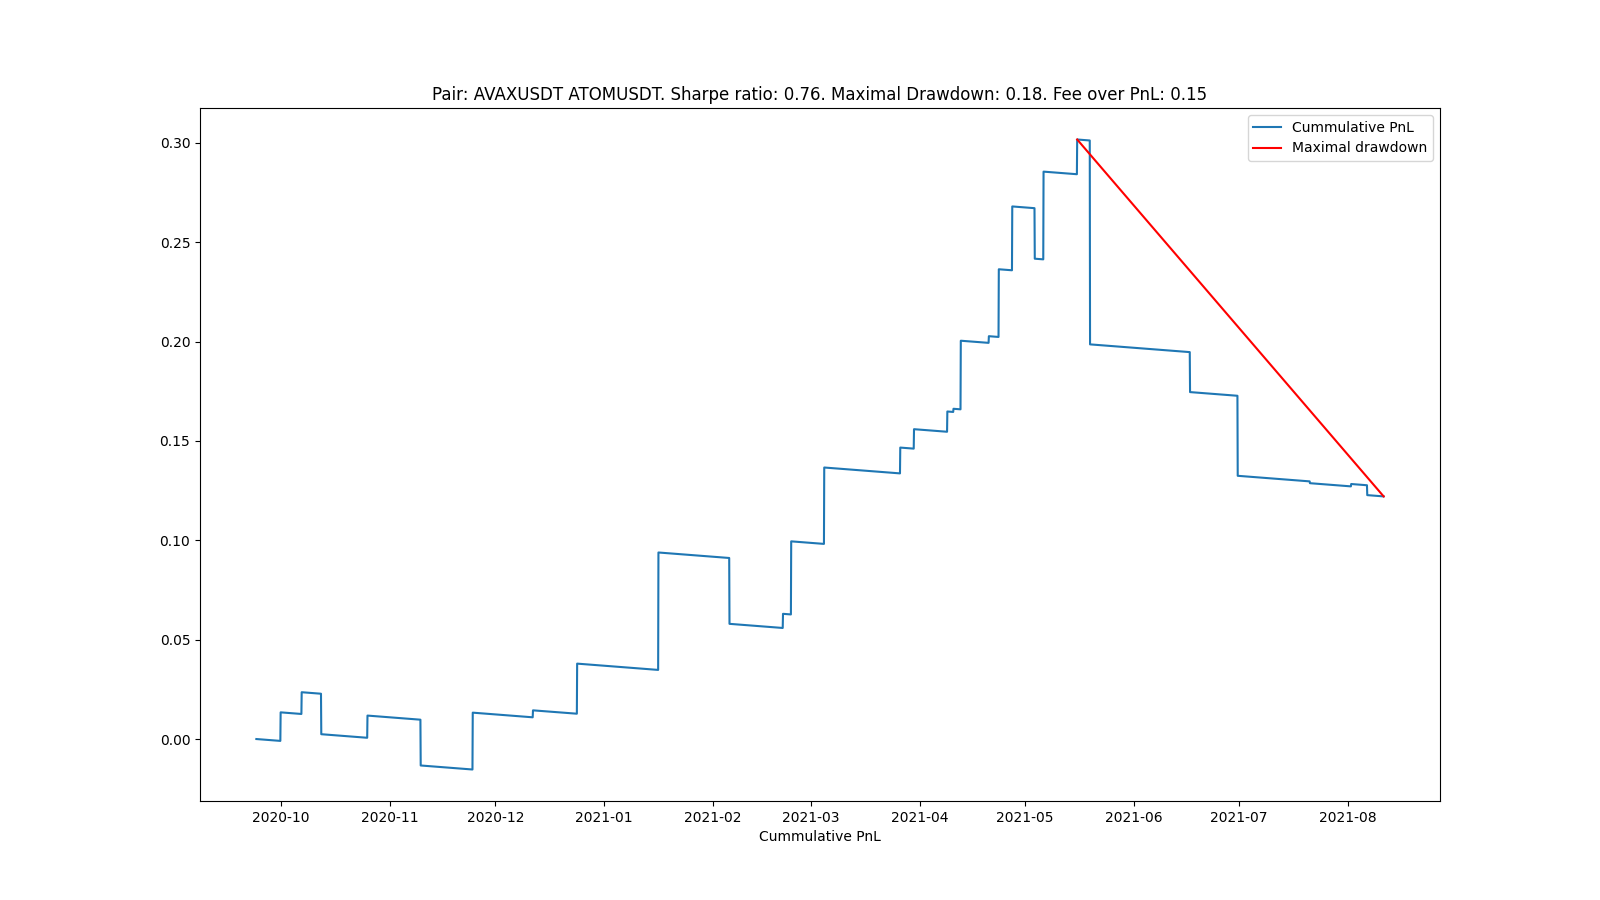 Pair: AVAXUSDT ATOMUSDT. Sharpe ratio: 0.76. Maximal Drawdown: 0.18. Fee over PnL: 0.15
Cummulative PnL
Maximal drawdown
0.30
0.25
0.20
0.15
0.10
0.05
0.00
2020-10 2020-11 2020-12 2021-01 2021-02 2021-03 2021-04 2021-05 2021-06 2021-07 2021-08
Cummulative PnL